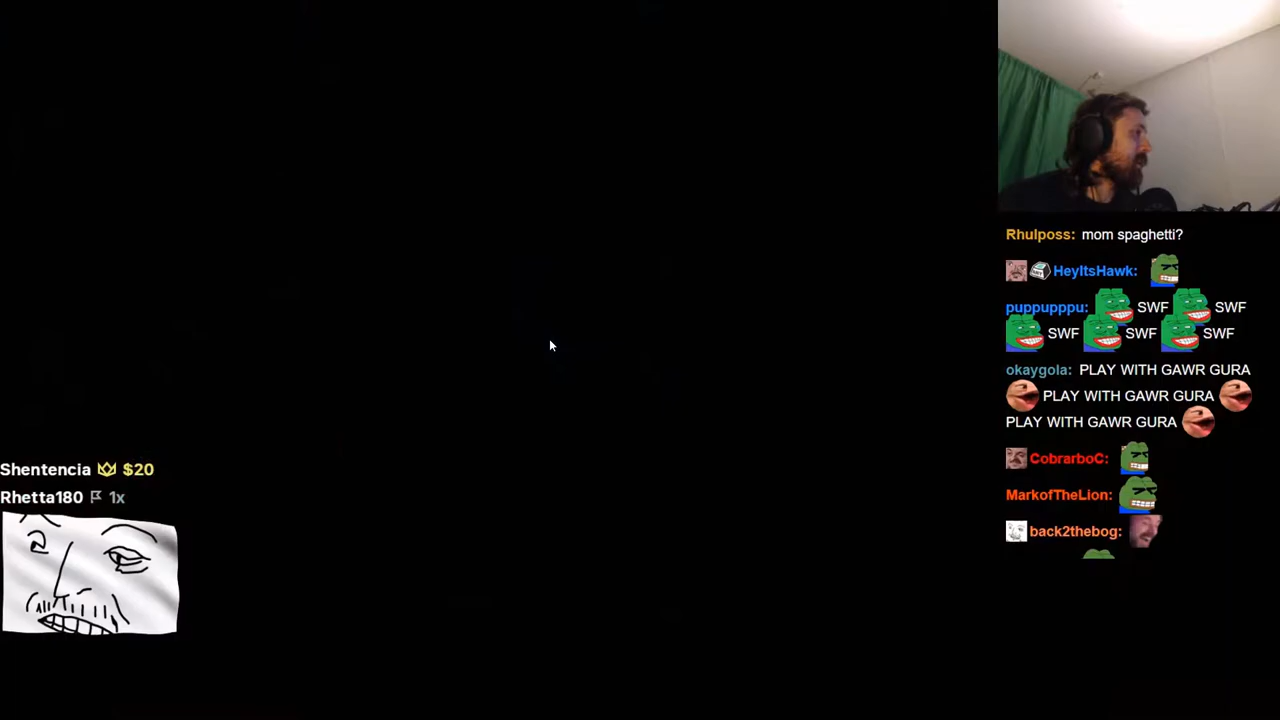 Rhulposs: mom spaghetti?
HeyItsHawk:
puppupppu: SWF SWF
SWF SWF SWF
okaygola: PLAY WITH GAWR GURA
PLAY WITH GAWR GURA
PLAY WITH GAWR GURA
CobrarboC:
MarkofTheLion:
back2thebog:
Shentencia $20
Rhetta180 1x